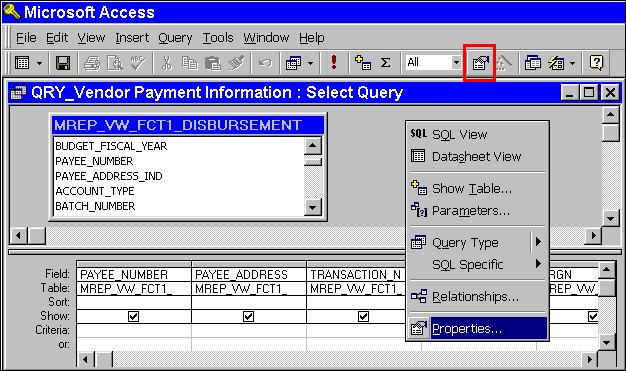 Microsoft Access
File Edit View Insert Query Tools Window Help
ABC All
QRY_Vendor Payment Information : Select Query
MREP_VW_FCT1_DISBURSEMENT
BUDGET_FISCAL_YEAR
PAYEE_NUMBER
PAYEE_ADDRESS_IND
ACCOUNT_TYPE
BATCH_NUMBER
SQL SQL View
Datasheet View
Show Table...
Parameters...
Query Type
SQL Specific
Relationships...
Properties...
Field: PAYEE_NUMBER PAYEE_ADDRESS TRANSACTION_N RGN
Table: MREP_VW_FCT1_ MREP_VW_FCT1_ MREP_VW_FCT1_ REP_VW_
Sort:
Show:
Criteria:
or: